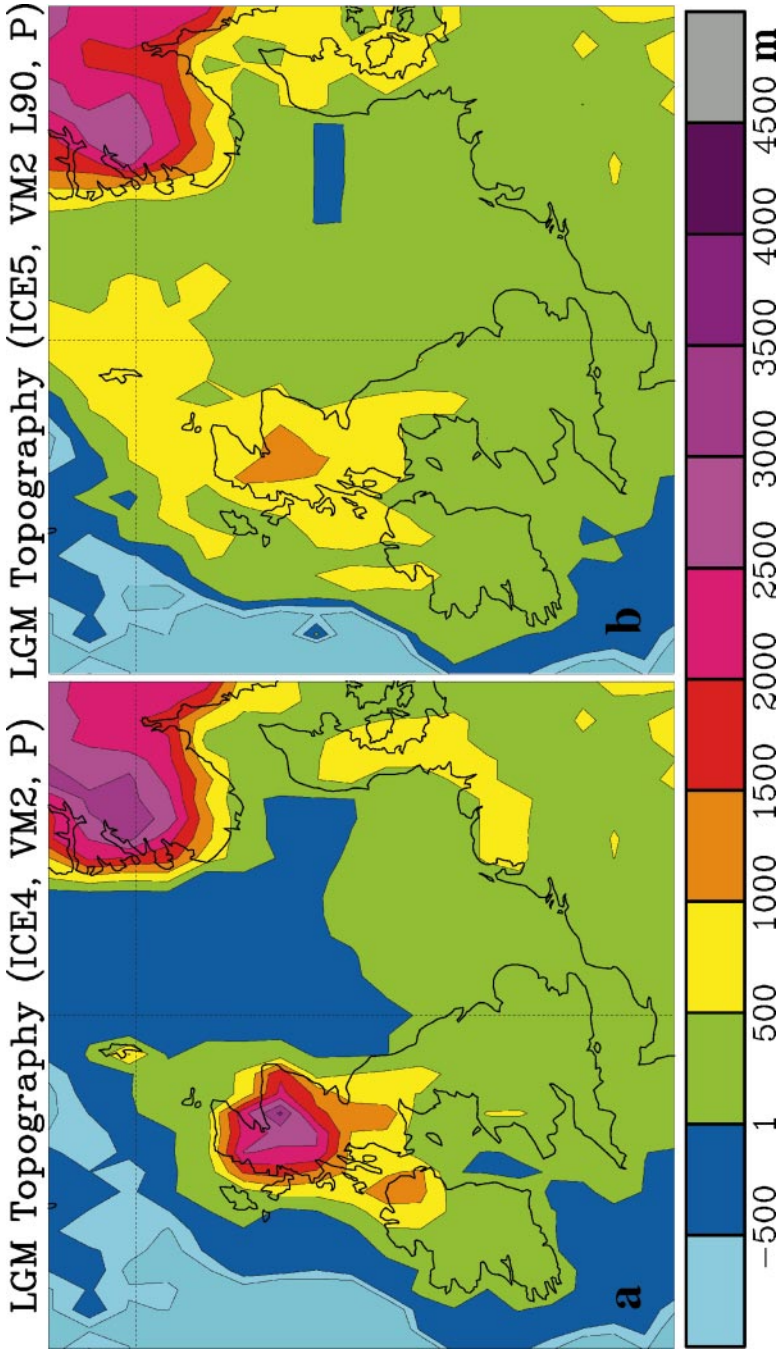 LGM Topography (ICE4, VM2, P)
LGM Topography (ICE5, VM2 L90, P)
a
b
−500 1 500 1000 1500 2000 2500 3000 3500 4000 4500 m